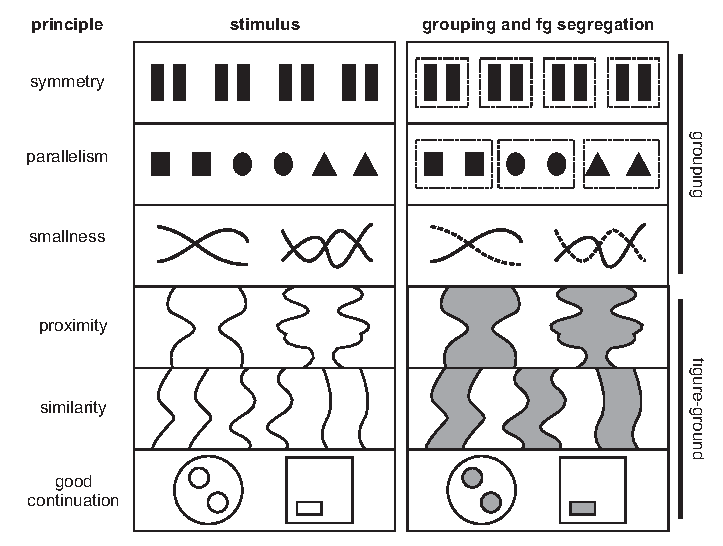 principle stimulus grouping and fg segregation
symmetry
parallelism
smallness
grouping
proximity
similarity
good
continuation
figure-ground